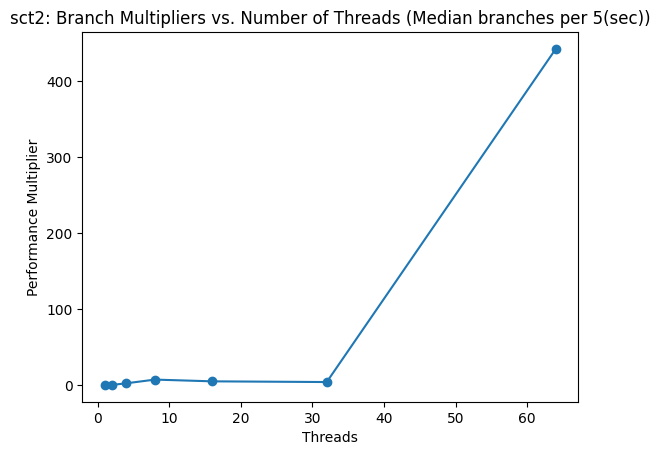 sct2: Branch Multipliers vs. Number of Threads (Median branches per 5(sec))
Performance Multiplier
400
300
200
100
0
0 10 20 30 40 50 60
Threads